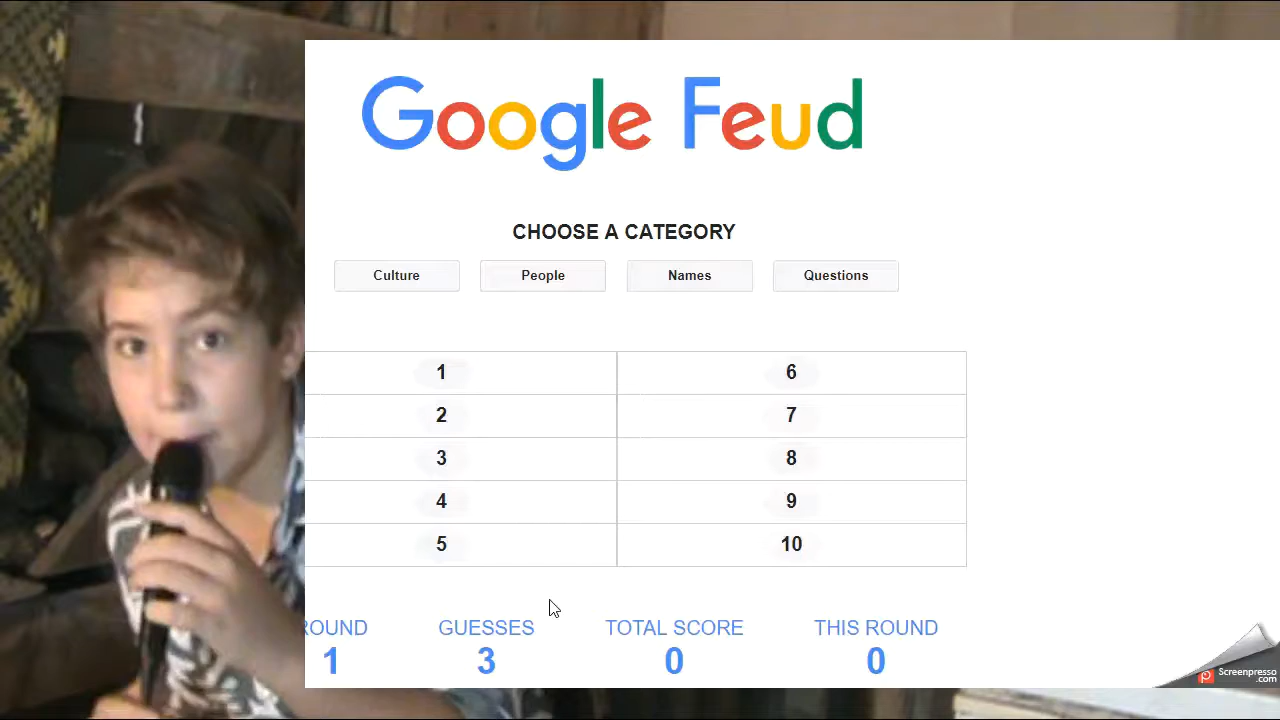 Google Feud
CHOOSE A CATEGORY
Culture People Names Questions
1 6
2 7
3 8
4 9
5 10
ROUND GUESSES TOTAL SCORE THIS ROUND
1 3 0 0
Screenpresso
.com